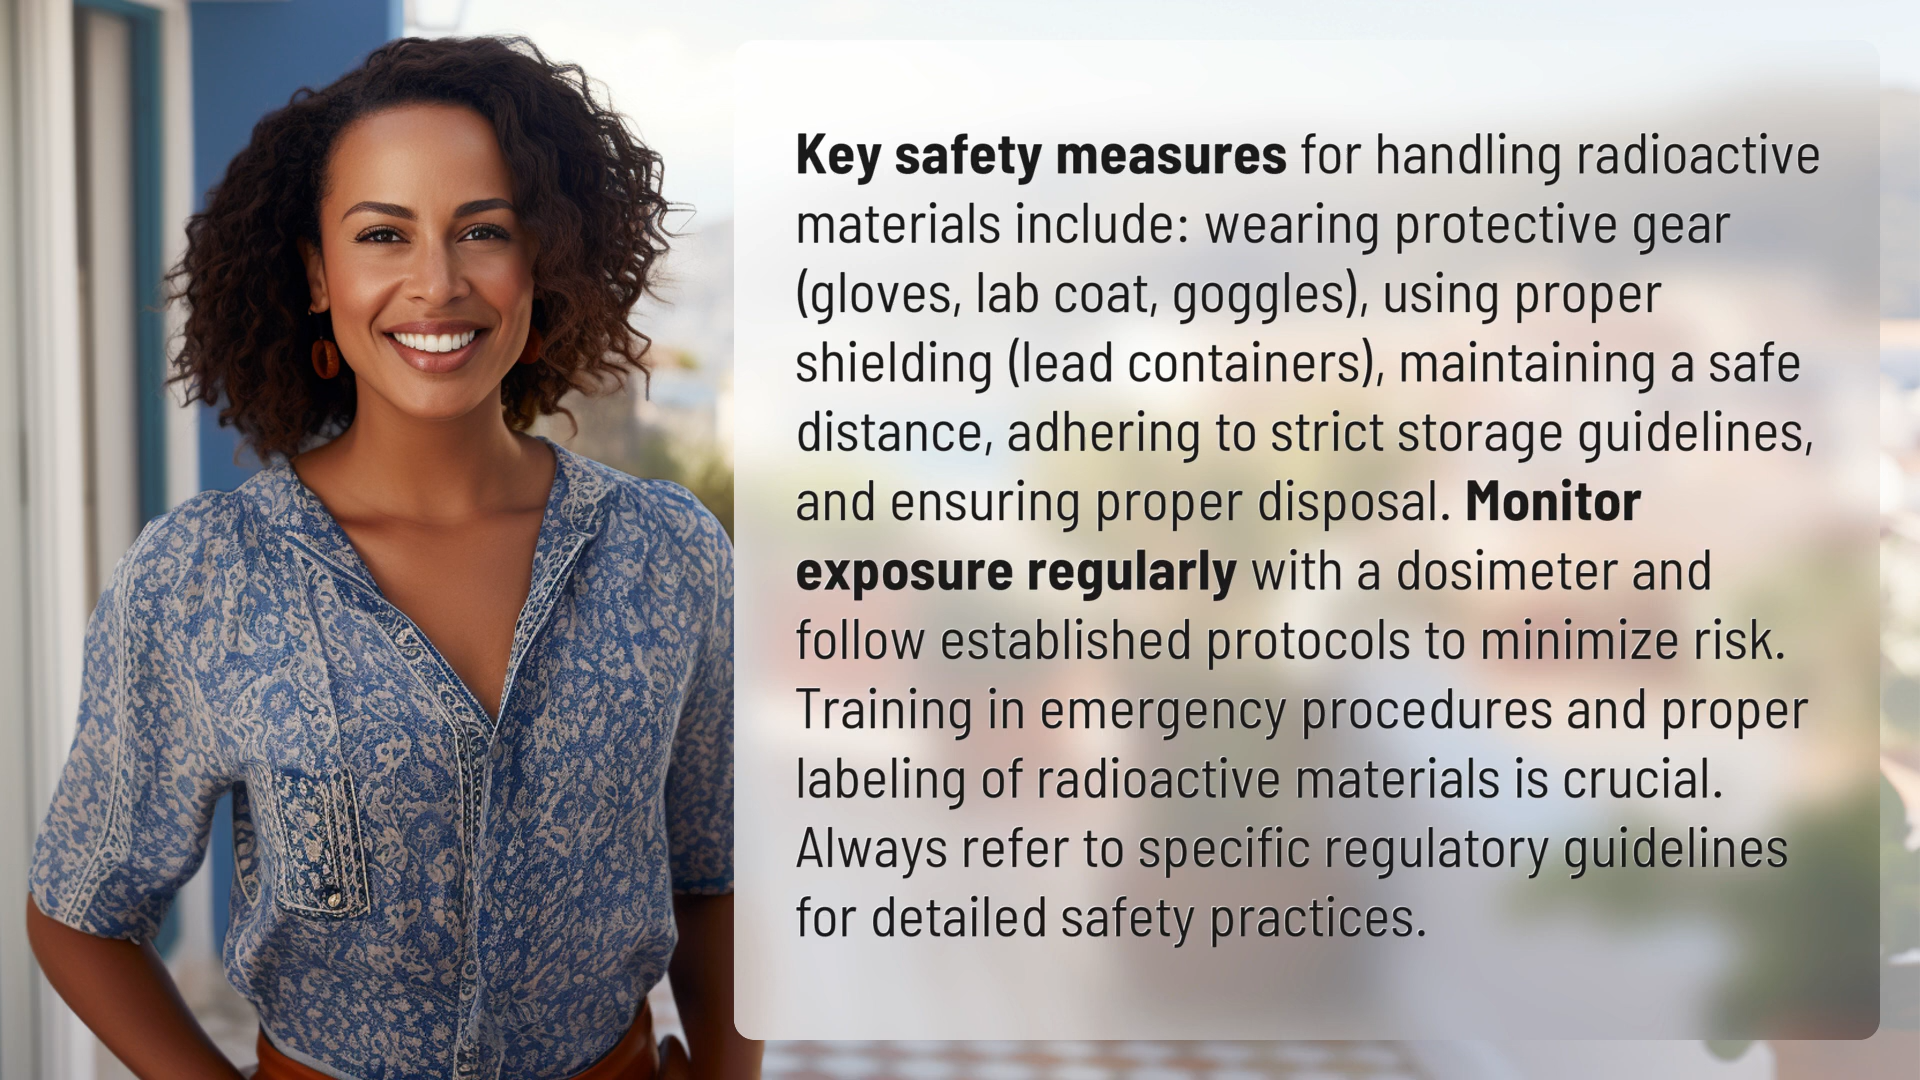 Key safety measures for handling radioactive
materials include: wearing protective gear
(gloves, lab coat, goggles), using proper
shielding (lead containers), maintaining a safe
distance, adhering to strict storage guidelines,
and ensuring proper disposal. Monitor
exposure regularly with a dosimeter and
follow established protocols to minimize risk.
Training in emergency procedures and proper
labeling of radioactive materials is crucial.
Always refer to specific regulatory guidelines
for detailed safety practices.